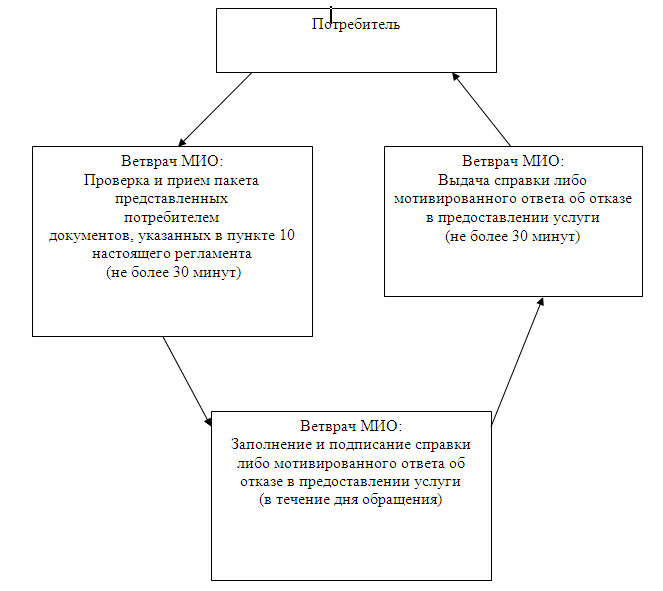 Потребитель
Ветврач МИО:
Проверка и прием пакета
представленных
потребителем
документов, указанных в пункте 10
настоящего регламента
(не более 30 минут)
Ветврач МИО:
Выдача справки либо
мотивированного ответа об отказе
в предоставлении услуги
(не более 30 минут)
Ветврач МИО:
Заполнение и подписание справки
либо мотивированного ответа об
отказе в предоставлении услуги
(в течение дня обращения)